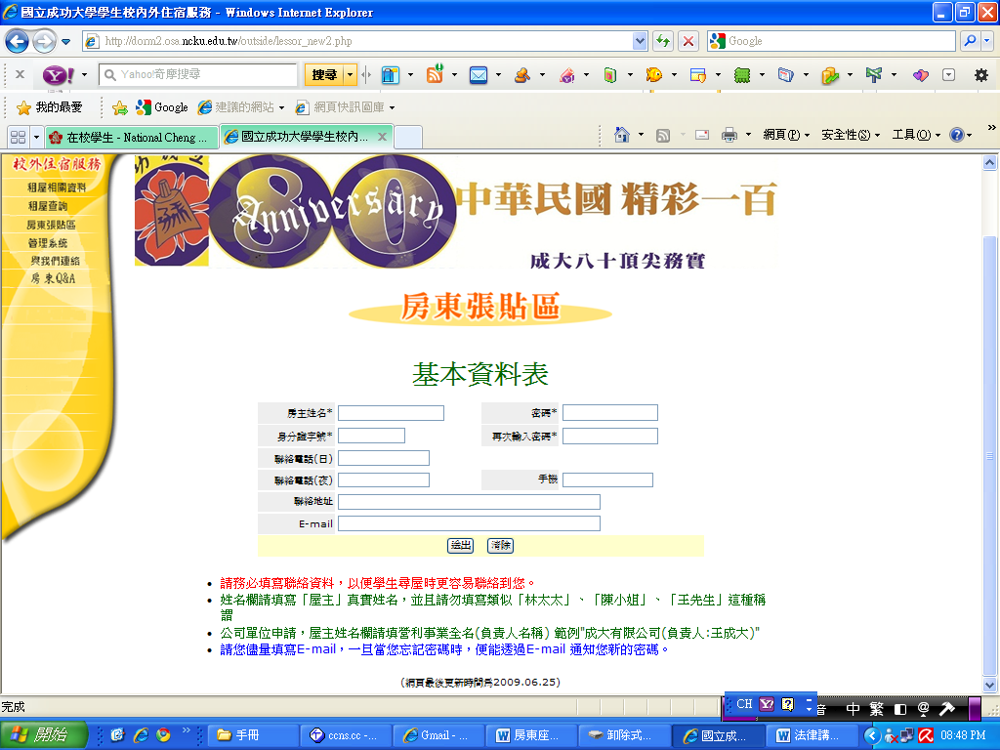 國立成功大學學生校內外住宿服務 - Windows Internet Explorer
http://dorm2.osa.ncku.edu.tw/outside/lessor_new2.php
Google
Yahoo!奇摩搜尋
搜尋
我的最愛
Google
建議的網站
網頁快訊圖庫
在校學生 - National Cheng ...
國立成功大學學生校內...
網頁(P)
安全性(S)
工具(O)
校外住宿服務
租屋相關資料
租屋查詢
房東張貼區
管理系統
與我們連絡
房東Q&A
80
Anniversary
中華民國 精彩一百
成大八十頂尖務實
房東張貼區
基本資料表
房主姓名*
密碼*
身分證字號*
再次輸入密碼*
聯絡電話(日)
聯絡電話(夜)
手機
聯絡地址
E-mail
送出
清除
請務必填寫聯絡資料，以便學生尋屋時更容易聯絡到您。
姓名欄請填寫「屋主」真實姓名，並且請勿填寫類似「林太太」、「陳小姐」、「王先生」這種稱
謂
公司單位申請，屋主姓名欄請填營利事業全名(負責人名稱) 範例"成大有限公司(負責人:王成大)"
請您儘量填寫E-mail，一旦當您忘記密碼時，便能透過E-mail 通知您新的密碼。
(網頁最後更新時間為2009.06.25)
完成
CH
音
中
繁
開始
手冊
ccns.cc -...
Gmail - ...
房東座...
卸除式...
國立成...
法律講...
08:48 PM